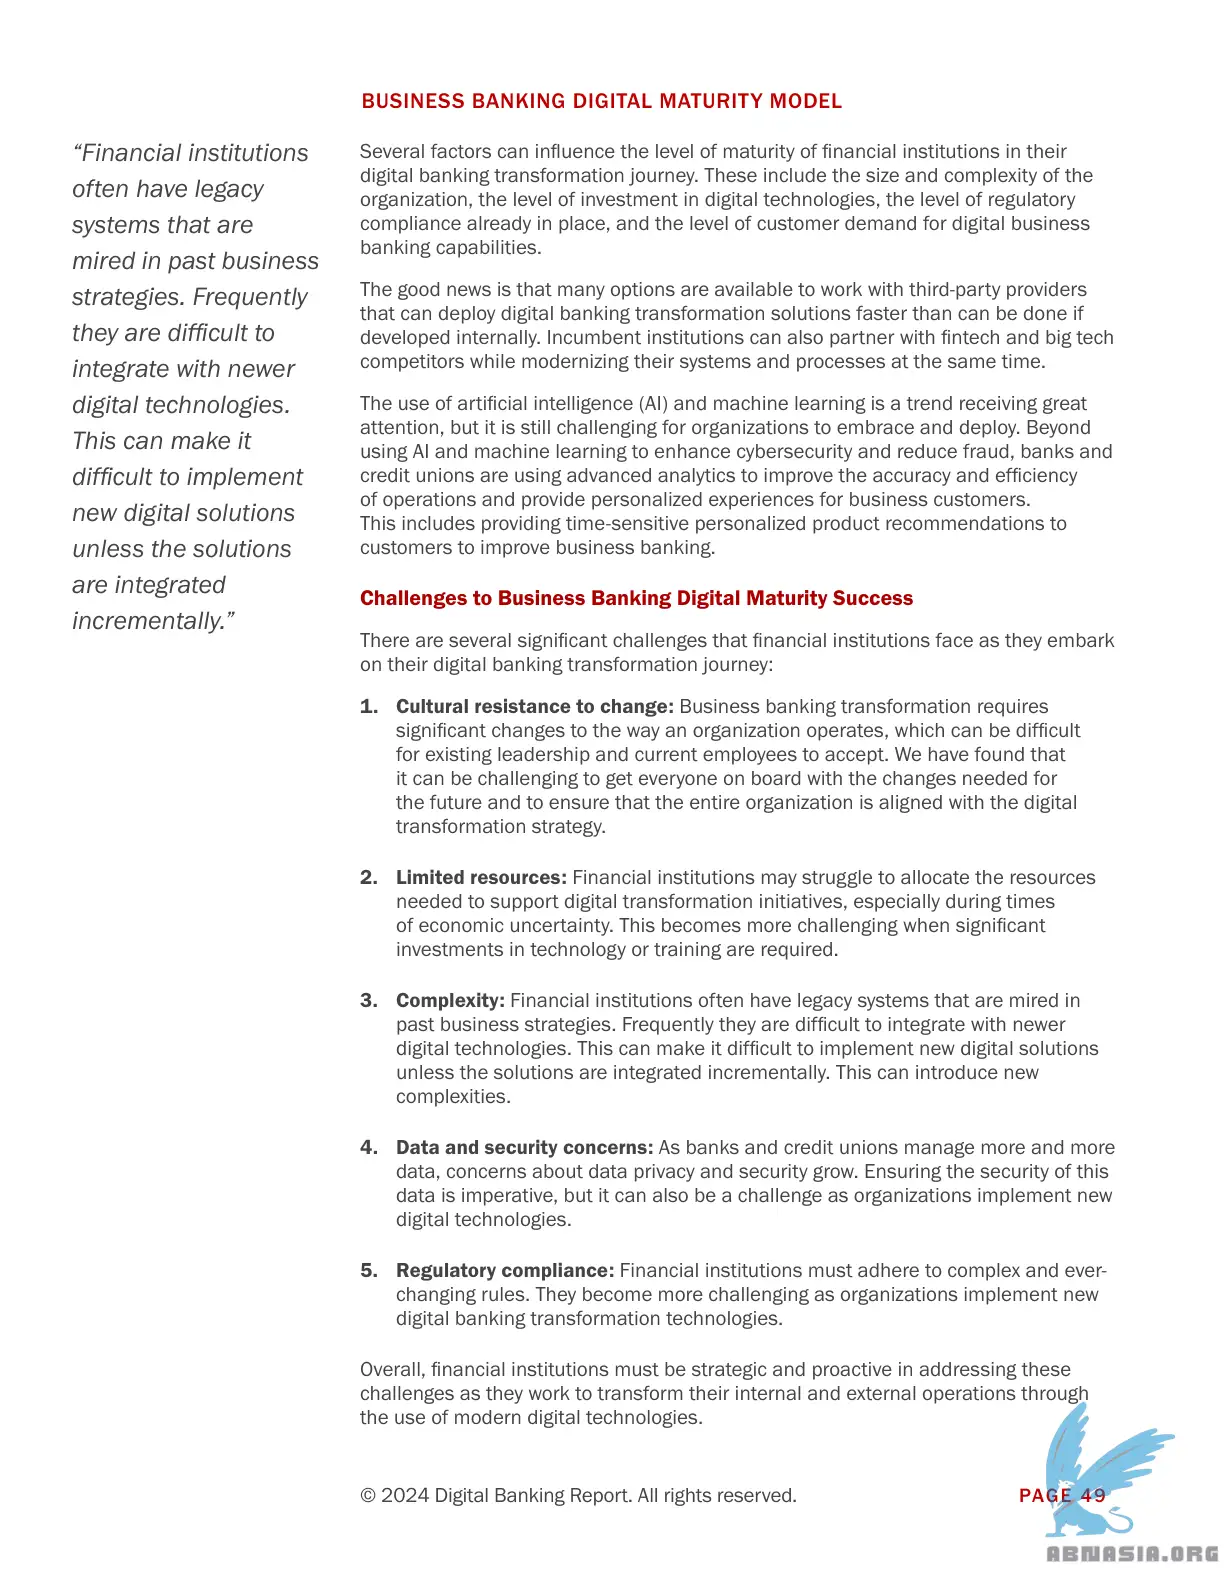 BUSINESS BANKING DIGITAL MATURITY MODEL
“Financial institutions
often have legacy
systems that are
mired in past business
strategies. Frequently
they are difficult to
integrate with newer
digital technologies.
This can make it
difficult to implement
new digital solutions
unless the solutions
are integrated
incrementally.”
Several factors can influence the level of maturity of financial institutions in their
digital banking transformation journey. These include the size and complexity of the
organization, the level of investment in digital technologies, the level of regulatory
compliance already in place, and the level of customer demand for digital business
banking capabilities.
The good news is that many options are available to work with third-party providers
that can deploy digital banking transformation solutions faster than can be done if
developed internally. Incumbent institutions can also partner with fintech and big tech
competitors while modernizing their systems and processes at the same time.
The use of artificial intelligence (AI) and machine learning is a trend receiving great
attention, but it is still challenging for organizations to embrace and deploy. Beyond
using AI and machine learning to enhance cybersecurity and reduce fraud, banks and
credit unions are using advanced analytics to improve the accuracy and efficiency
of operations and provide personalized experiences for business customers.
This includes providing time-sensitive personalized product recommendations to
customers to improve business banking.
Challenges to Business Banking Digital Maturity Success
There are several significant challenges that financial institutions face as they embark
on their digital banking transformation journey:
1. Cultural resistance to change: Business banking transformation requires
significant changes to the way an organization operates, which can be difficult
for existing leadership and current employees to accept. We have found that
it can be challenging to get everyone on board with the changes needed for
the future and to ensure that the entire organization is aligned with the digital
transformation strategy.
2. Limited resources: Financial institutions may struggle to allocate the resources
needed to support digital transformation initiatives, especially during times
of economic uncertainty. This becomes more challenging when significant
investments in technology or training are required.
3. Complexity: Financial institutions often have legacy systems that are mired in
past business strategies. Frequently they are difficult to integrate with newer
digital technologies. This can make it difficult to implement new digital solutions
unless the solutions are integrated incrementally. This can introduce new
complexities.
4. Data and security concerns: As banks and credit unions manage more and more
data, concerns about data privacy and security grow. Ensuring the security of this
data is imperative, but it can also be a challenge as organizations implement new
digital technologies.
5. Regulatory compliance: Financial institutions must adhere to complex and ever-
changing rules. They become more challenging as organizations implement new
digital banking transformation technologies.
Overall, financial institutions must be strategic and proactive in addressing these
challenges as they work to transform their internal and external operations through
the use of modern digital technologies.
© 2024 Digital Banking Report. All rights reserved.
PAGE 49
ABNASIA.ORG